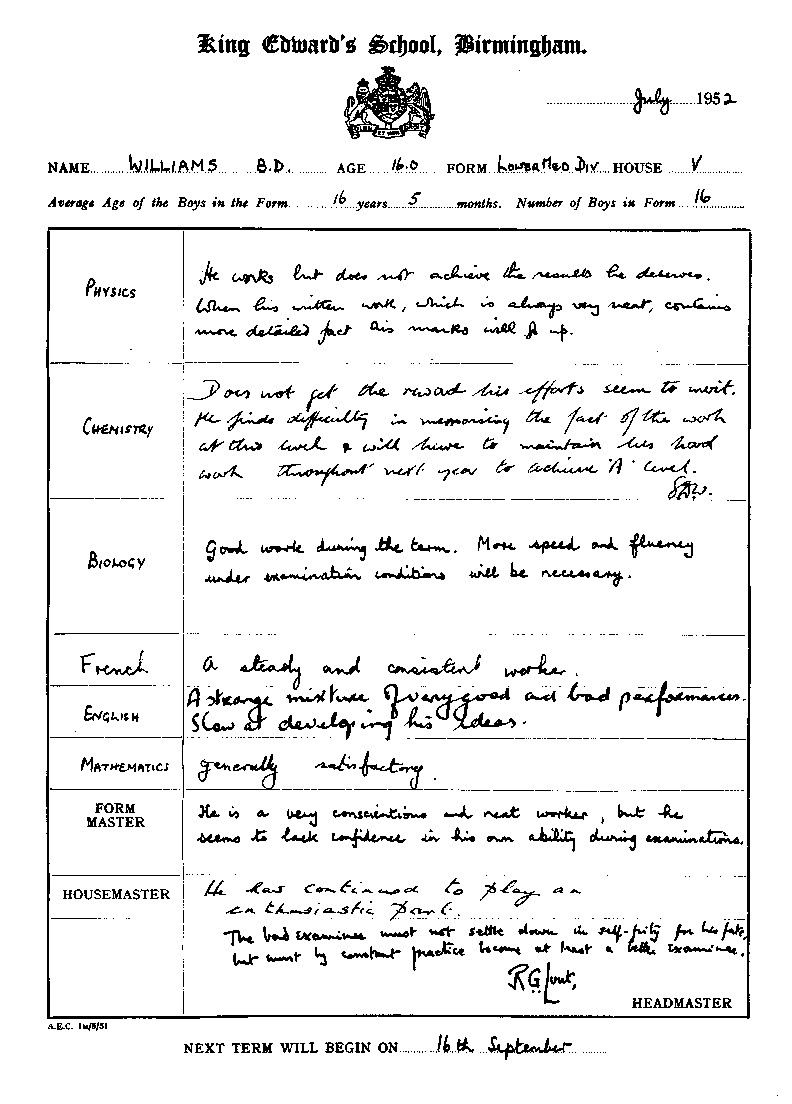 King Edward's School, Birmingham.
July 1952
NAME WILLIAMS B.D. AGE 16.0 FORM Lower Med Div HOUSE V
Average Age of the Boys in the Form 16 years 5 months. Number of Boys in Form 16
PHYSICS
He works but does not achieve the results he deserves.
When his written work, which is always very neat, contains
more detailed fact his marks will go up.
CHEMISTRY
Does not get the reward his efforts seem to merit.
He finds difficulty in memorising the fact of the work
at this level & will have to maintain his hard
work throughout next year to achieve 'A' level.
BIOLOGY
Good work during the term. More speed and fluency
under examination conditions will be necessary.
French
A steady and consistent worker.
ENGLISH
A strange mixture of very good and bad performances.
Slow at developing his ideas.
MATHEMATICS
generally satisfactory.
FORM
MASTER
He is a very conscientious and neat worker, but he
seems to lack confidence in his own ability during examinations.
HOUSEMASTER
He has continued to play an
enthusiastic part.
The bad examinee must not settle down in self-pity for his fate,
but must by constant practice become at least a better examinee.
HEADMASTER
A.E.C. 1m/8/51
NEXT TERM WILL BEGIN ON 16th September